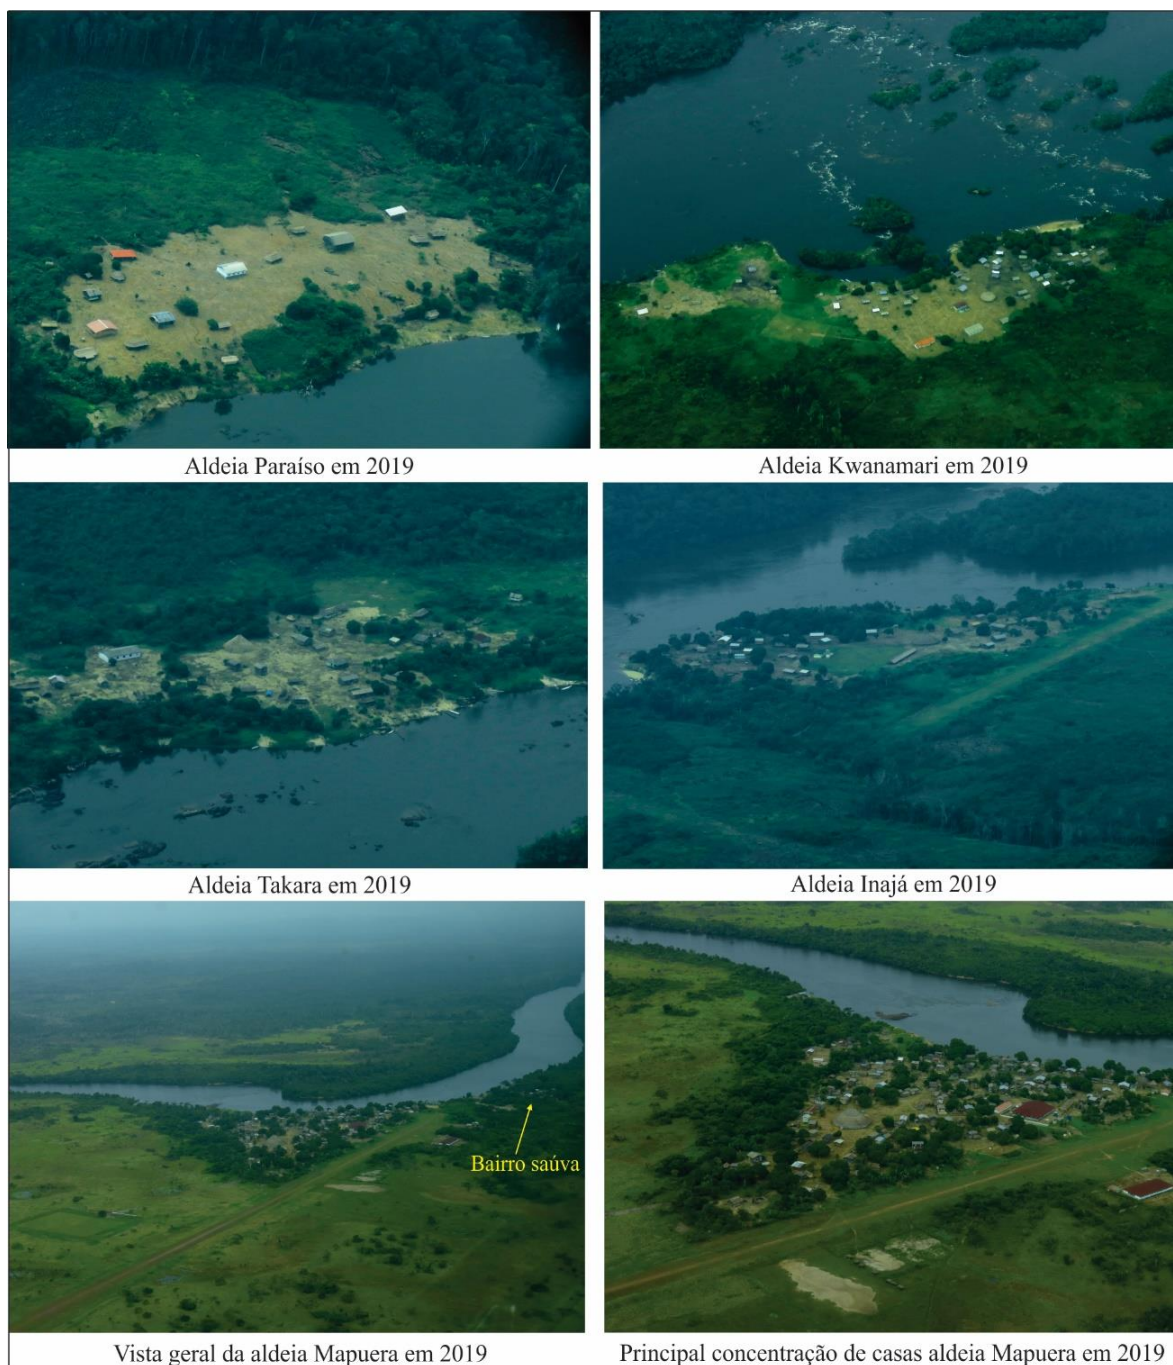 Aldeia Paraíso em 2019
Aldeia Kwanamari em 2019
Aldeia Takara em 2019
Aldeia Inajá em 2019
Bairro saúva
Vista geral da aldeia Mapuera em 2019
Principal concentração de casas aldeia Mapuera em 2019